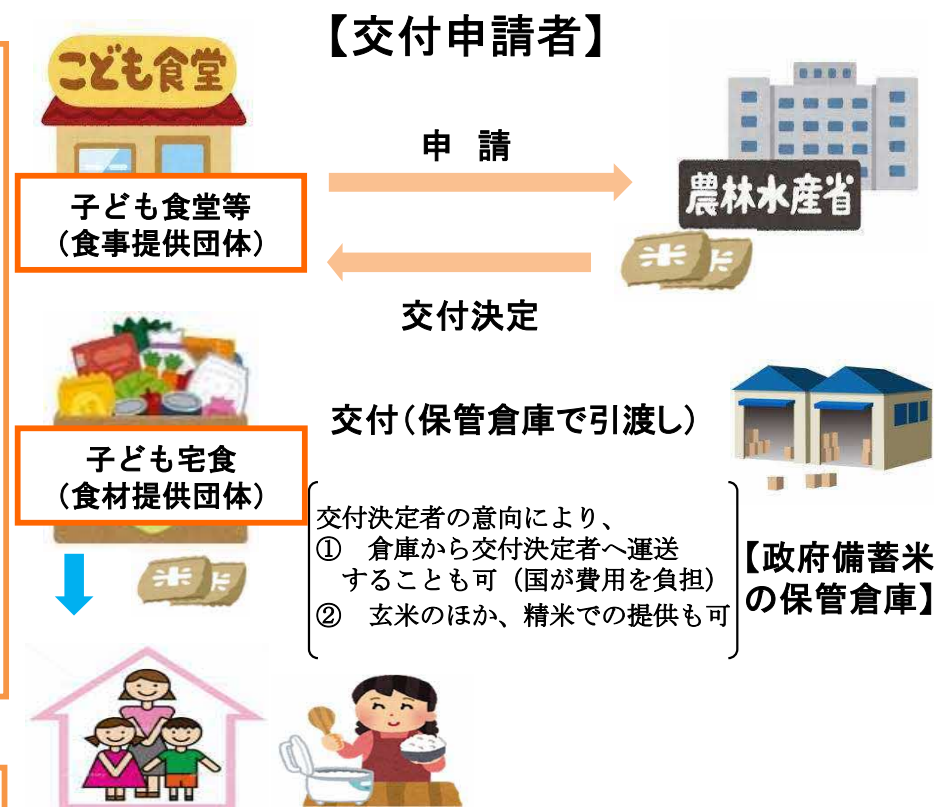 【交付申請者】
こども食堂
申 請
農林水産省
子ども食堂等
（食事提供団体）
米
米
交付決定
交付（保管倉庫で引渡し）
子ども宅食
（食材提供団体）
交付決定者の意向により、
① 倉庫から交付決定者へ運送
することも可（国が費用を負担）
② 玄米のほか、精米での提供も可
【政府備蓄米
の保管倉庫】
米
米